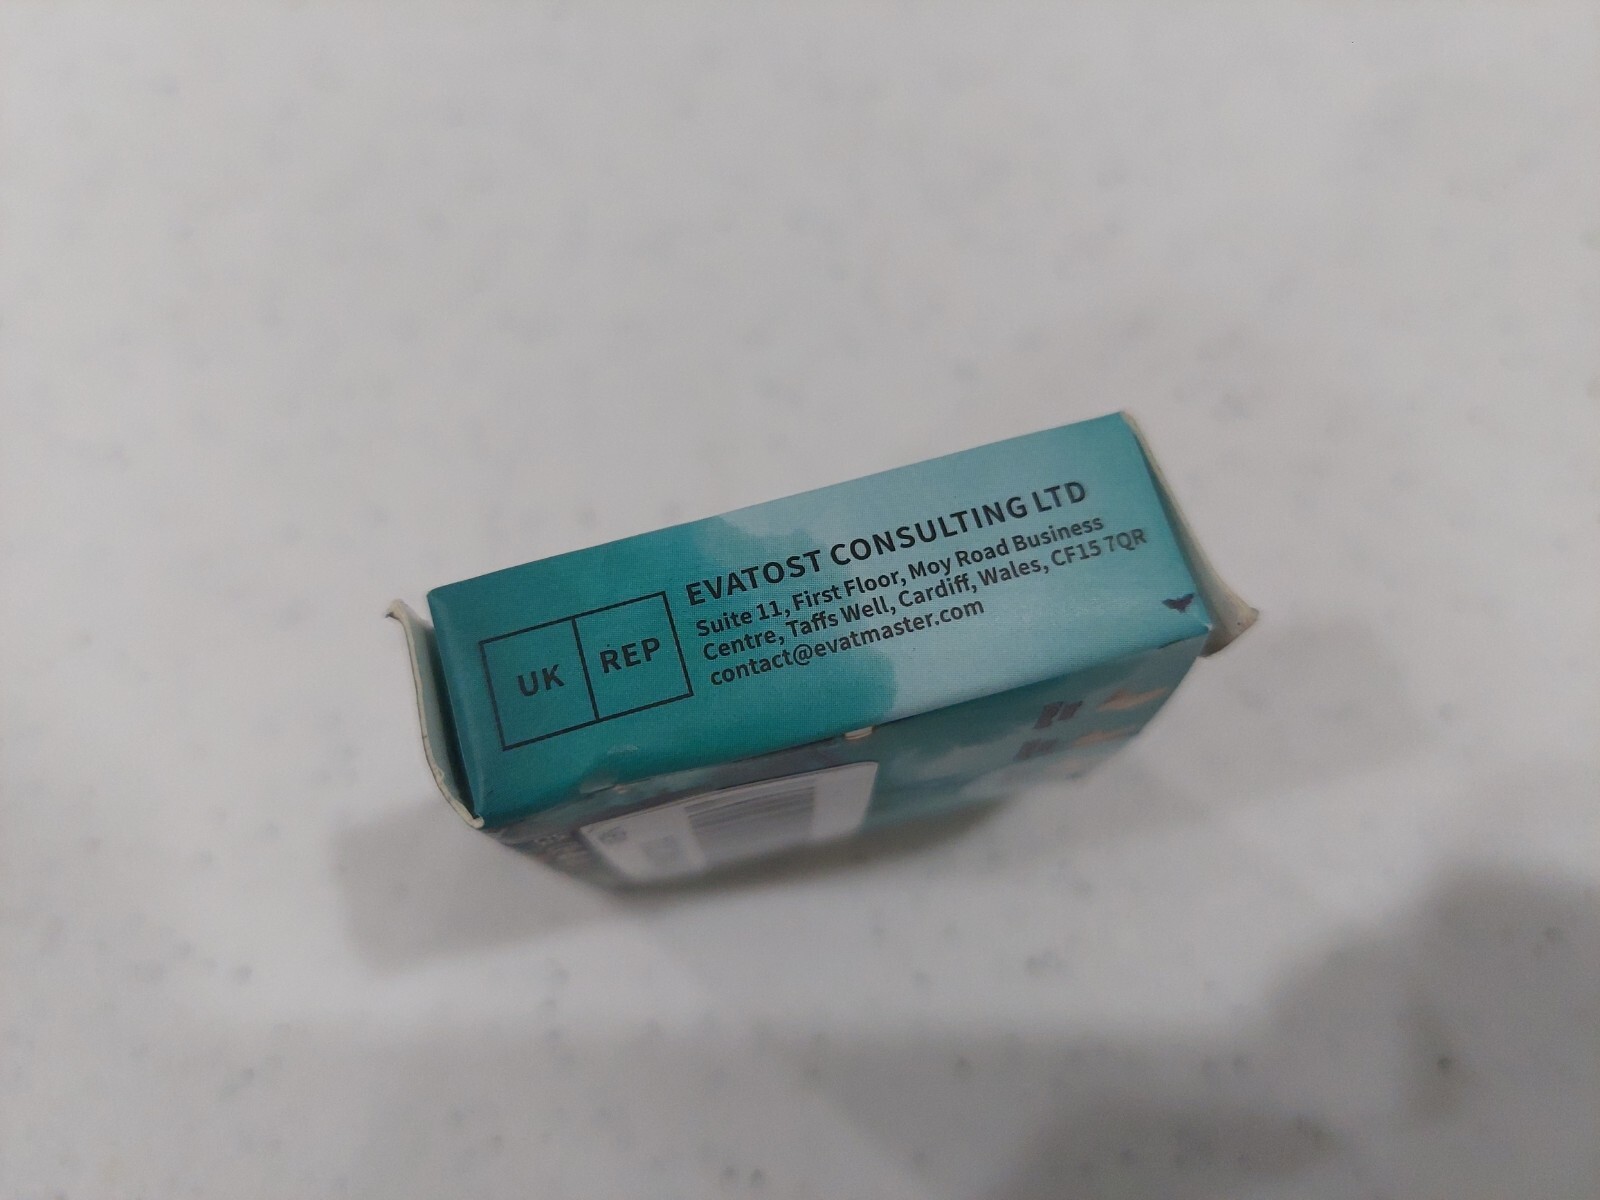 UK
REP
EVATOST CONSULTING LTD
Suite 11, First Floor, Moy Road Business
Centre, Taffs Well, Cardiff, Wales, CF15 7QR
contact@evatmaster.com